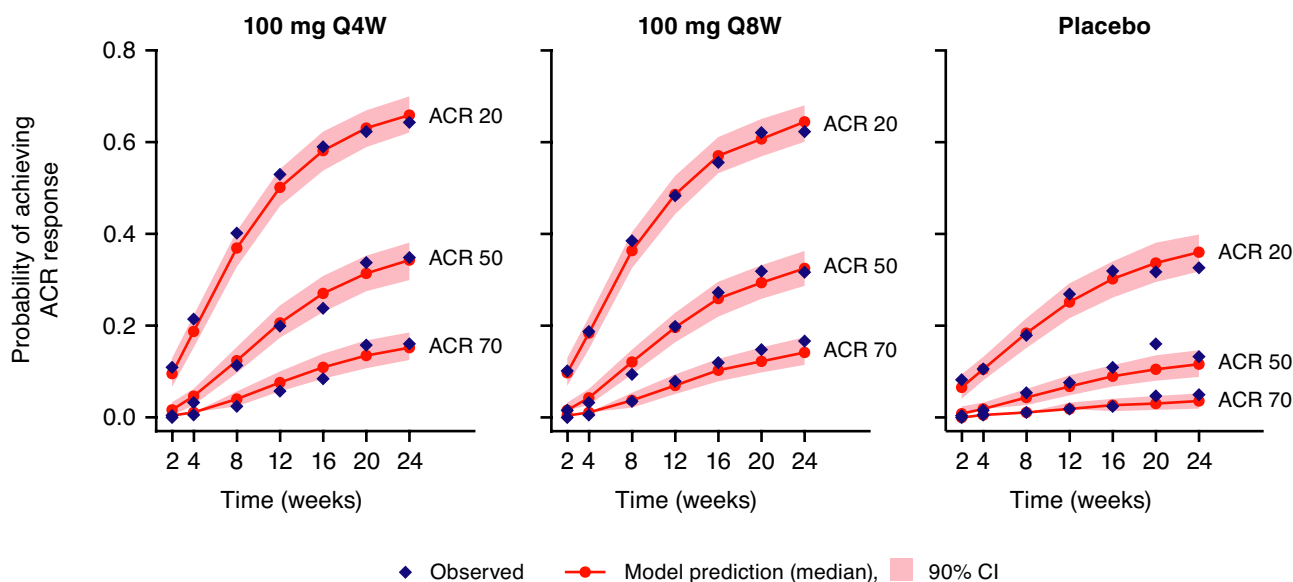 100 mg Q4W
100 mg Q8W
Placebo
Probability of achieving
ACR response
0.8
0.6
0.4
0.2
0.0
ACR 20
ACR 50
ACR 70
ACR 20
ACR 50
ACR 70
ACR 20
ACR 50
ACR 70
2 4 8 12 16 20 24
2 4 8 12 16 20 24
2 4 8 12 16 20 24
Time (weeks)
Time (weeks)
Time (weeks)
Observed
Model prediction (median),
90% CI